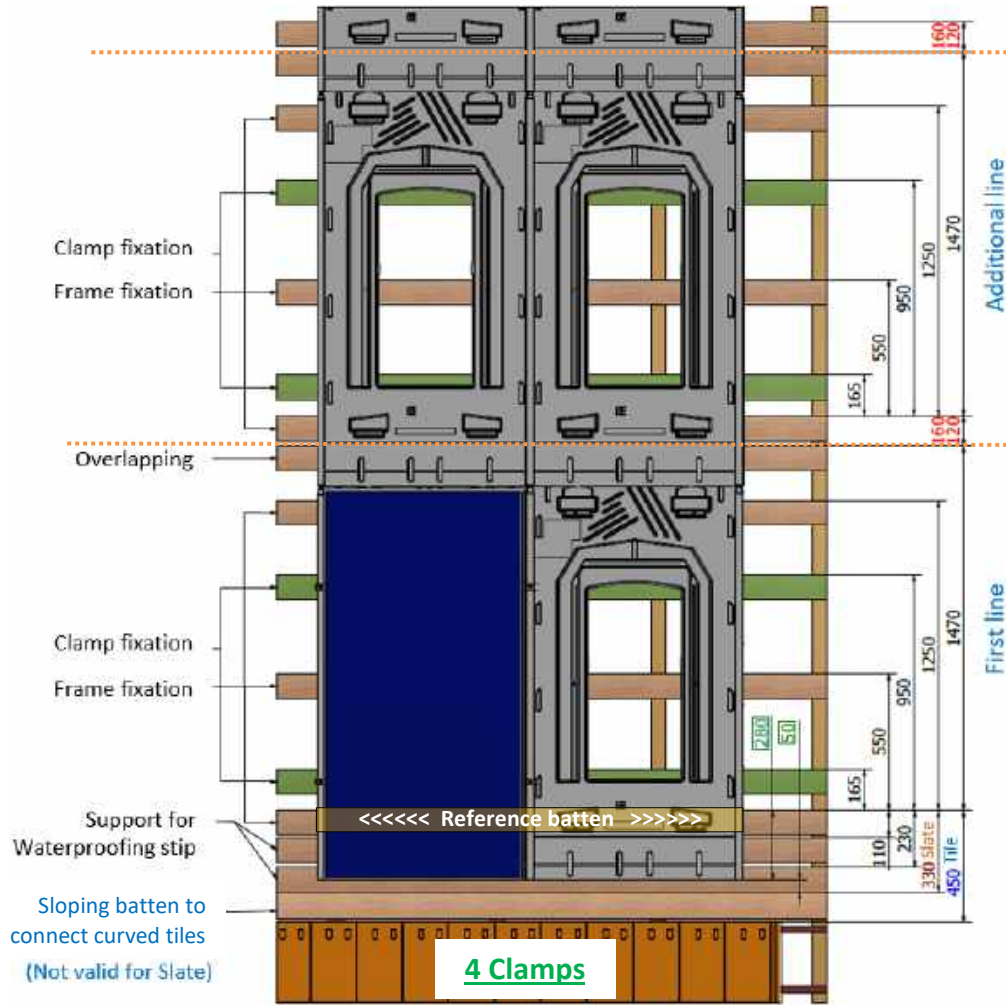 160
120
Clamp fixation
Frame fixation
165
550
950
1250
1470
Additional line
160
120
Overlapping
Clamp fixation
Frame fixation
165
550
950
1250
1470
First line
280
50
Support for
Waterproofing stip
<<<<<< Reference batten >>>>>>
110
230
330 Slate
450 Tile
Sloping batten to
connect curved tiles
(Not valid for Slate)
4 Clamps